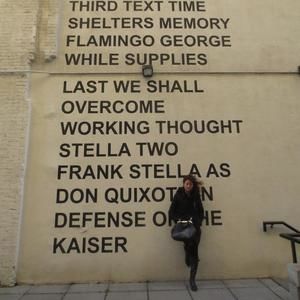 THIRD TEXT TIME
SHELTERS MEMORY
FLAMINGO GEORGE
WHILE SUPPLIES
LAST WE SHALL
OVERCOME
WORKING THOUGHT
STELLA TWO
FRANK STELLA AS
DON
DEFENSE
KAISER